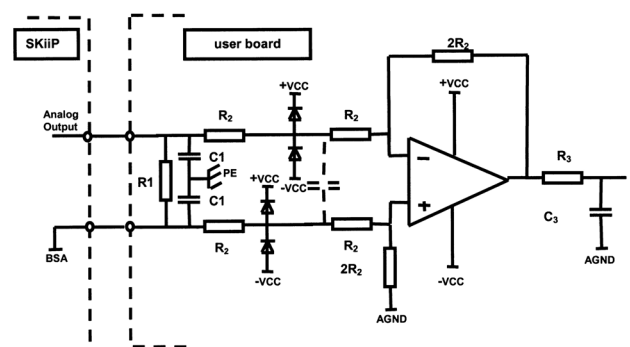 SKiiP
user board
2R₂
+VCC
+VCC
Analog
Output
R₂
R₂
R₃
C1
PE
R1
C1
+VCC
-VCC
C₃
BSA
R₂
R₂
2R₂
-VCC
-VCC
AGND
AGND